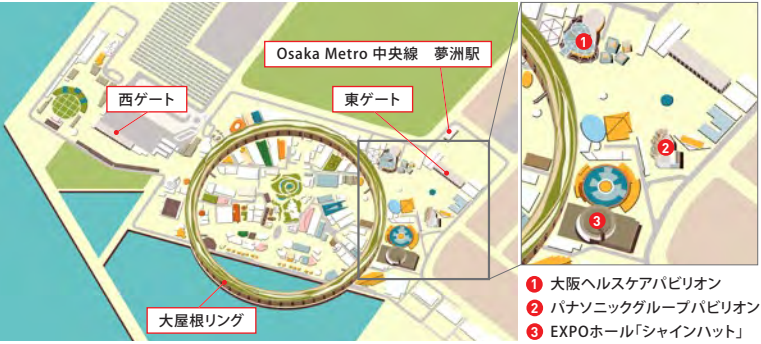 Osaka Metro 中央線　夢洲駅
西ゲート
東ゲート
大屋根リング
1
2
3
1 大阪ヘルスケアパビリオン
2 パナソニックグループパビリオン
3 EXPOホール「シャインハット」